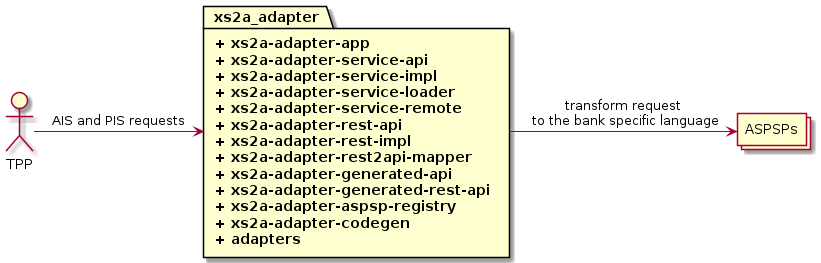 xs2a_adapter
+ xs2a-adapter-app
+ xs2a-adapter-service-api
+ xs2a-adapter-service-impl
+ xs2a-adapter-service-loader
+ xs2a-adapter-service-remote
+ xs2a-adapter-rest-api
+ xs2a-adapter-rest-impl
+ xs2a-adapter-rest2api-mapper
+ xs2a-adapter-generated-api
+ xs2a-adapter-generated-rest-api
+ xs2a-adapter-aspsp-registry
+ xs2a-adapter-codegen
+ adapters
TPP
AIS and PIS requests
transform request
to the bank specific language
ASPSPs